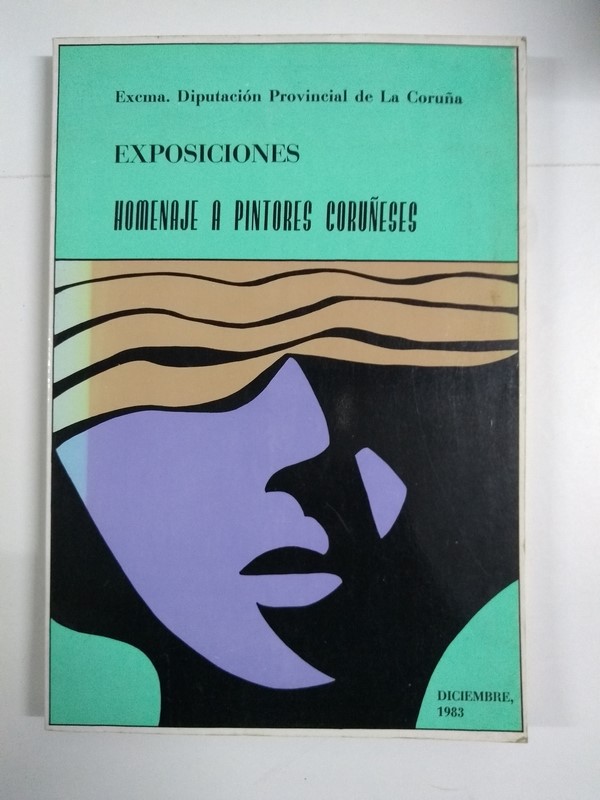 Excma. Diputación Provincial de La Coruña
EXPOSICIONES
HOMENAJE A PINTORES CORUÑESES
DICIEMBRE,
1983